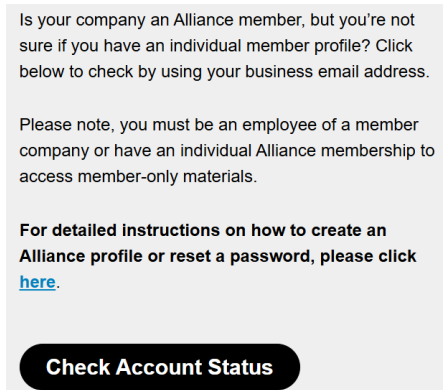 Is your company an Alliance member, but you’re not
sure if you have an individual member profile? Click
below to check by using your business email address.
Please note, you must be an employee of a member
company or have an individual Alliance membership to
access member-only materials.
For detailed instructions on how to create an
Alliance profile or reset a password, please click
here.
Check Account Status